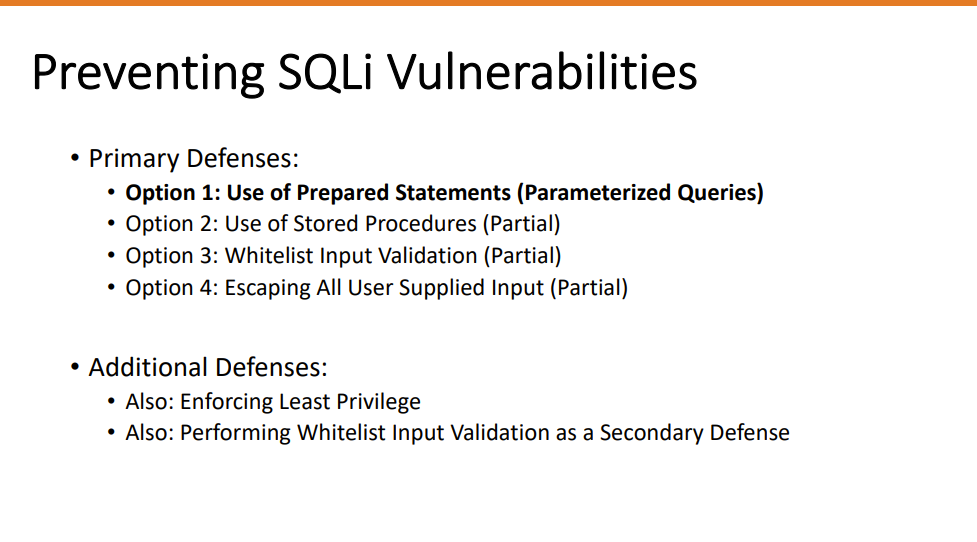 Preventing SQLi Vulnerabilities
• Primary Defenses:
• Option 1: Use of Prepared Statements (Parameterized Queries)
• Option 2: Use of Stored Procedures (Partial)
• Option 3: Whitelist Input Validation (Partial)
• Option 4: Escaping All User Supplied Input (Partial)
• Additional Defenses:
• Also: Enforcing Least Privilege
• Also: Performing Whitelist Input Validation as a Secondary Defense